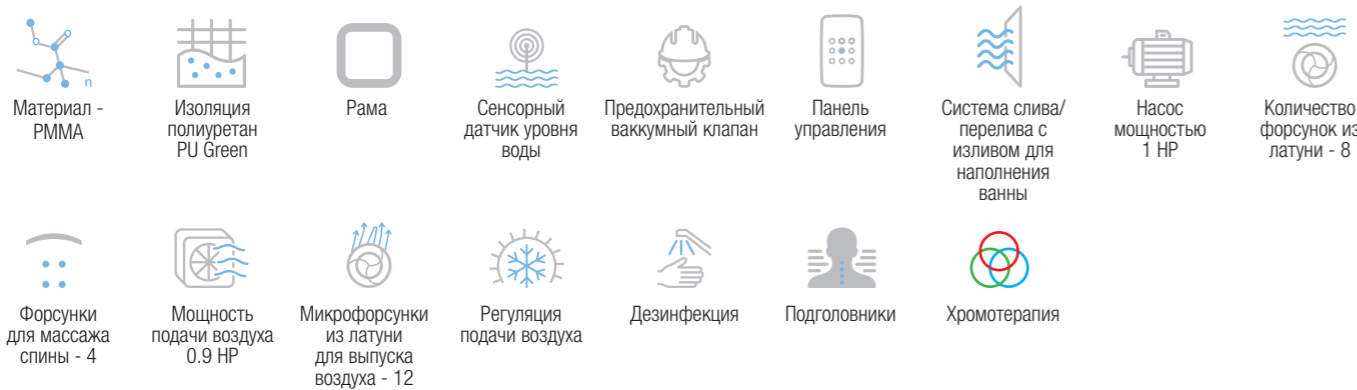 n
Материал -
PMMA
Изоляция
полиуретан
PU Green
Рама
Сенсорный
датчик уровня
воды
Предохранительный
ваккумный клапан
Панель
управления
Система слива/
перелива с
изливом для
наполнения
ванны
Насос
мощностью
1 HP
Количество
форсунок из
латуни - 8
Форсунки
для массажа
спины - 4
Мощность
подачи воздуха
0.9 HP
Микрофорсунки
из латуни
для выпуска
воздуха - 12
Регуляция
подачи воздуха
Дезинфекция
Подголовники
Хромотерапия